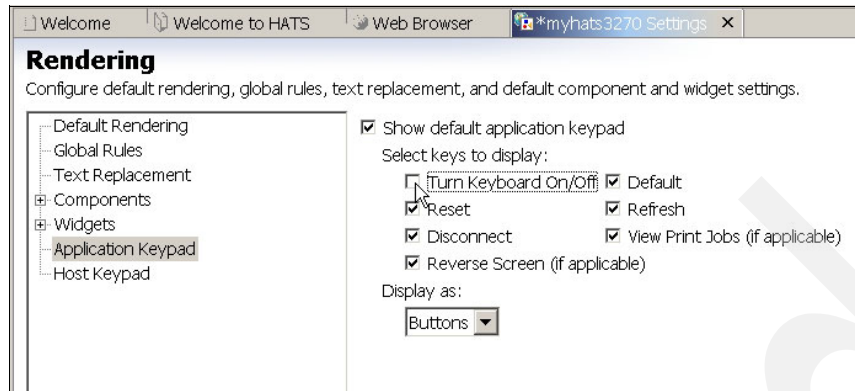 Welcome
Welcome to HATS
Web Browser
*myhats3270 Settings
Rendering
Configure default rendering, global rules, text replacement, and default component and widget settings.
Default Rendering
Global Rules
Text Replacement
Components
Widgets
Application Keypad
Host Keypad
Show default application keypad
Select keys to display:
Turn Keyboard On/Off
Default
Reset
Refresh
Disconnect
View Print Jobs (if applicable)
Reverse Screen (if applicable)
Display as:
Buttons